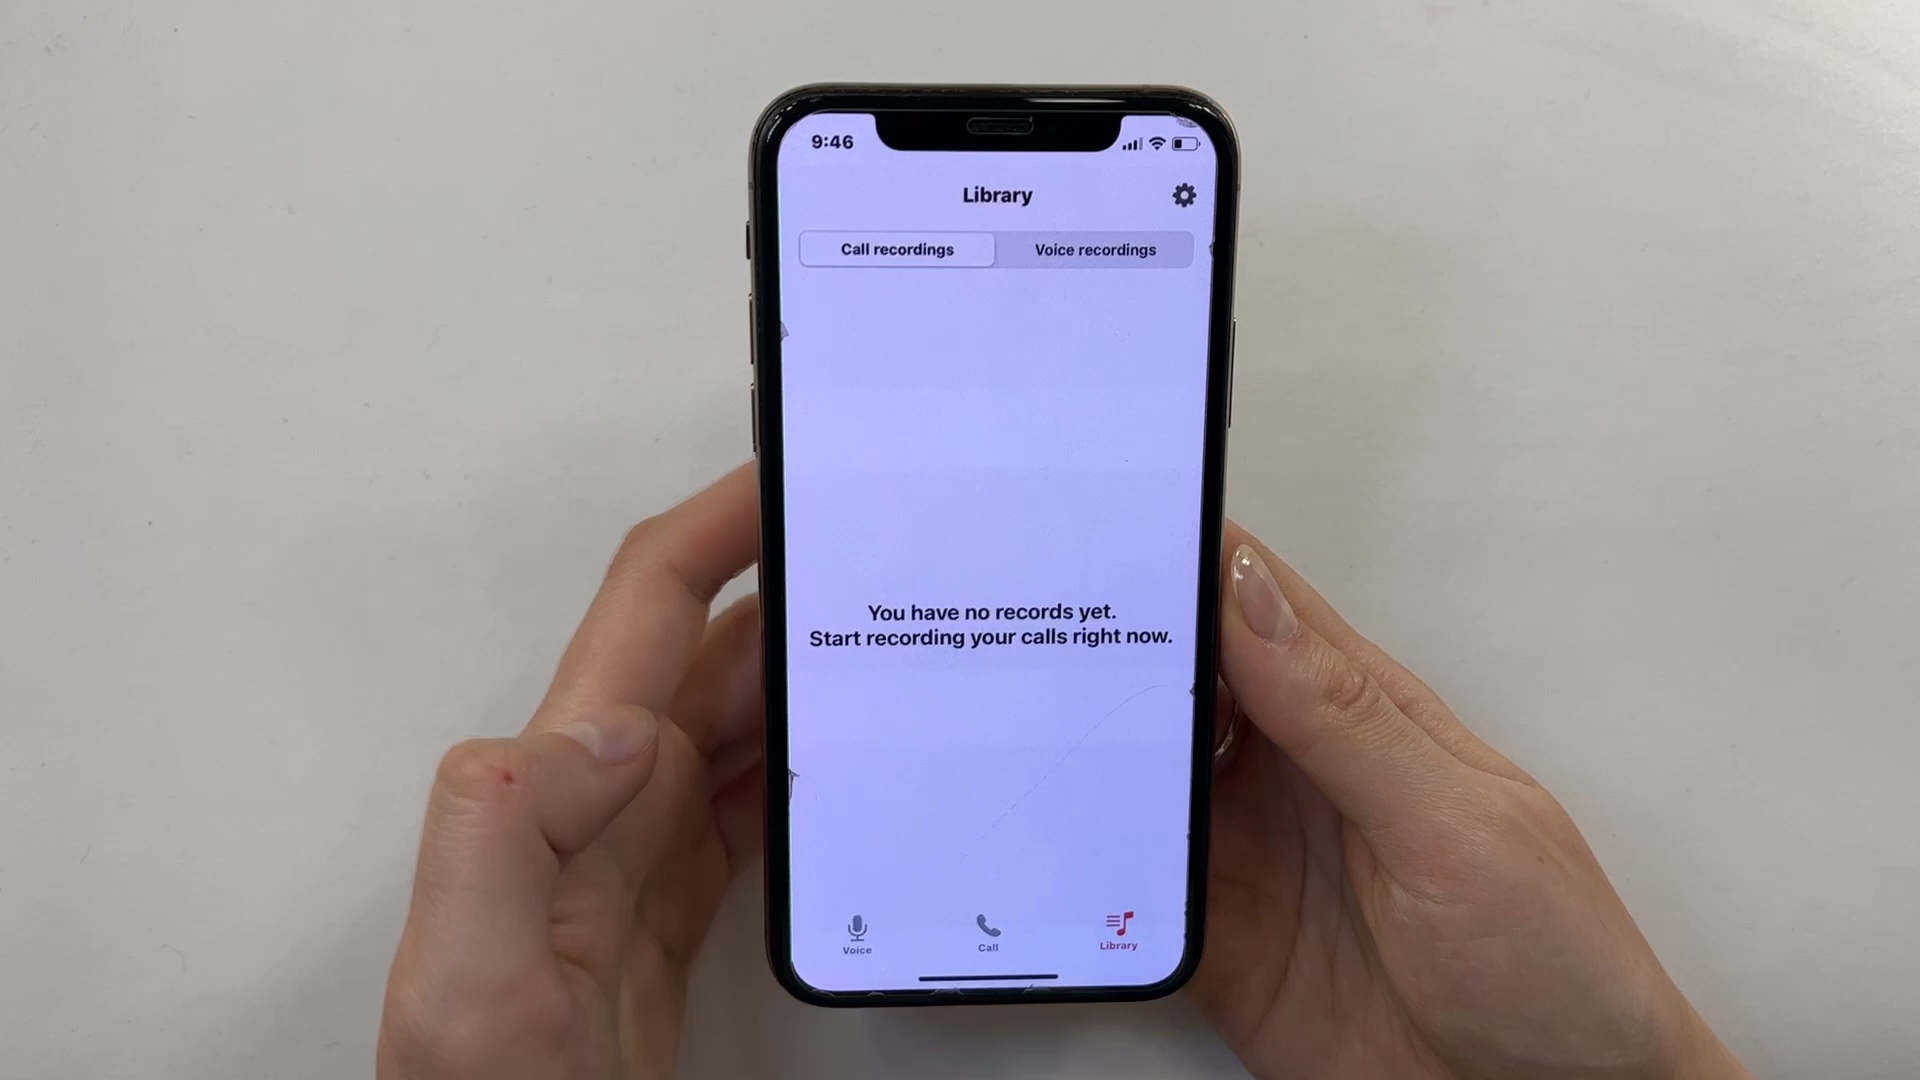 9:46
Library
Call recordings
Voice recordings
You have no records yet.
Start recording your calls right now.
Voice
Call
Library